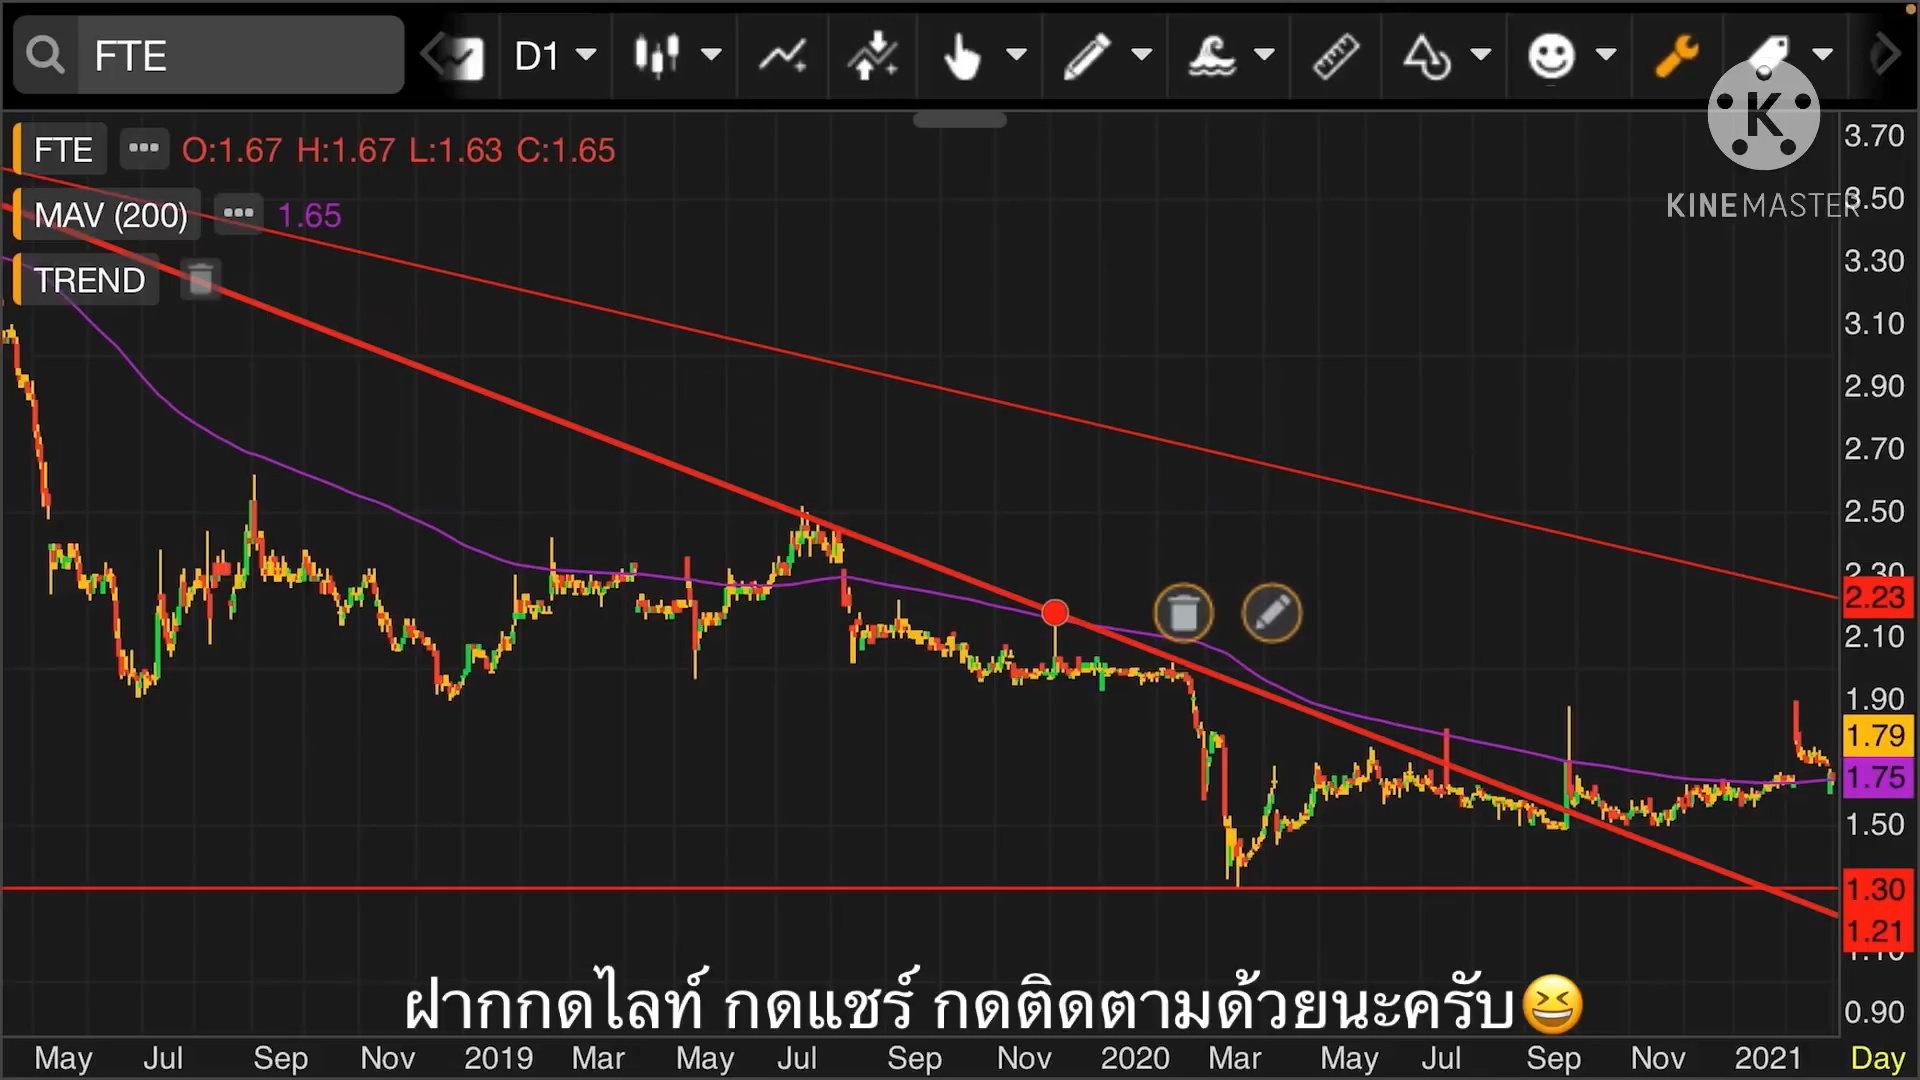 FTE D1
FTE ••• O:1.67 H:1.67 L:1.63 C:1.65
MAV (200) ••• 1.65
TREND
K
KINEMASTER
3.70
3.50
3.30
3.10
2.90
2.70
2.50
2.30
2.23
2.10
1.90
1.79
1.75
1.50
1.30
1.21
1.10
0.90
ฝากกดไลท์ กดแชร์ กดติดตามด้วยนะครับ😆
May Jul Sep Nov 2019 Mar May Jul Sep Nov 2020 Mar May Jul Sep Nov 2021 Day